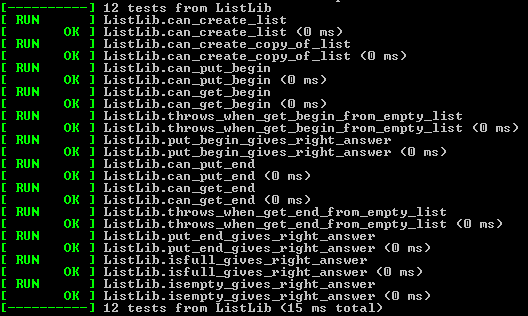 [----------] 12 tests from ListLib
[ RUN      ] ListLib.can_create_list
[       OK ] ListLib.can_create_list (0 ms)
[ RUN      ] ListLib.can_create_copy_of_list
[       OK ] ListLib.can_create_copy_of_list (0 ms)
[ RUN      ] ListLib.can_put_begin
[       OK ] ListLib.can_put_begin (0 ms)
[ RUN      ] ListLib.can_get_begin
[       OK ] ListLib.can_get_begin (0 ms)
[ RUN      ] ListLib.throws_when_get_begin_from_empty_list
[       OK ] ListLib.throws_when_get_begin_from_empty_list (0 ms)
[ RUN      ] ListLib.put_begin_gives_right_answer
[       OK ] ListLib.put_begin_gives_right_answer (0 ms)
[ RUN      ] ListLib.can_put_end
[       OK ] ListLib.can_put_end (0 ms)
[ RUN      ] ListLib.can_get_end
[       OK ] ListLib.can_get_end (0 ms)
[ RUN      ] ListLib.throws_when_get_end_from_empty_list
[       OK ] ListLib.throws_when_get_end_from_empty_list (0 ms)
[ RUN      ] ListLib.put_end_gives_right_answer
[       OK ] ListLib.put_end_gives_right_answer (0 ms)
[ RUN      ] ListLib.isfull_gives_right_answer
[       OK ] ListLib.isfull_gives_right_answer (0 ms)
[ RUN      ] ListLib.isempty_gives_right_answer
[       OK ] ListLib.isempty_gives_right_answer (0 ms)
[----------] 12 tests from ListLib (15 ms total)